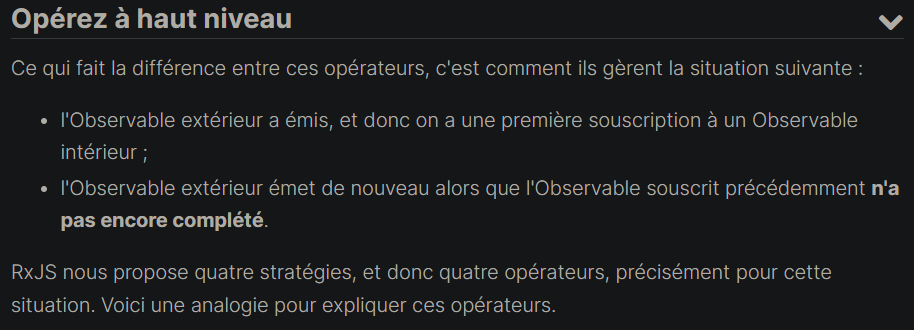 Opérez à haut niveau
Ce qui fait la différence entre ces opérateurs, c'est comment ils gèrent la situation suivante :
• l'Observable extérieur a émis, et donc on a une première souscription à un Observable
intérieur ;
• l'Observable extérieur émet de nouveau alors que l'Observable souscrit précédemment n'a
pas encore complété.
RxJS nous propose quatre stratégies, et donc quatre opérateurs, précisément pour cette
situation. Voici une analogie pour expliquer ces opérateurs.